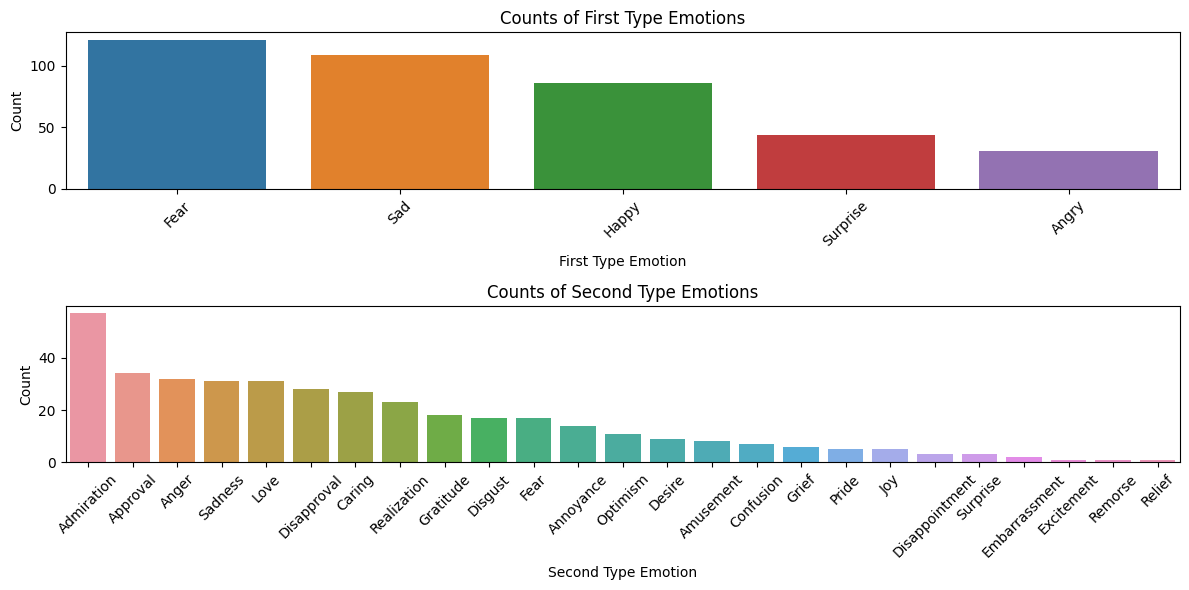 Counts of First Type Emotions
Count
100
50
0
Fear
Sad
Happy
Surprise
Angry
First Type Emotion
Counts of Second Type Emotions
Count
40
20
0
Admiration
Approval
Anger
Sadness
Love
Disapproval
Caring
Realization
Gratitude
Disgust
Fear
Annoyance
Optimism
Desire
Amusement
Confusion
Grief
Pride
Joy
Disappointment
Surprise
Embarrassment
Excitement
Remorse
Relief
Second Type Emotion